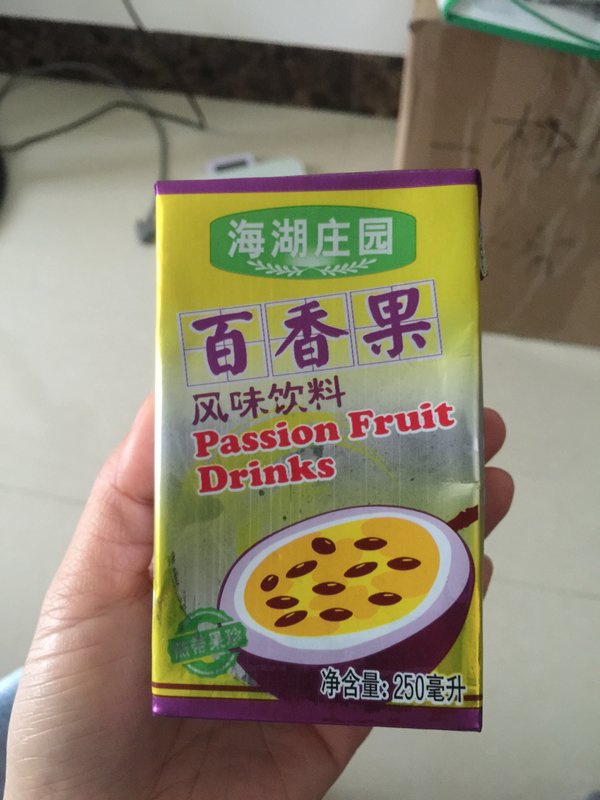 海湖庄园
百香果
风味饮料
Passion Fruit
Drinks
净含量:250毫升